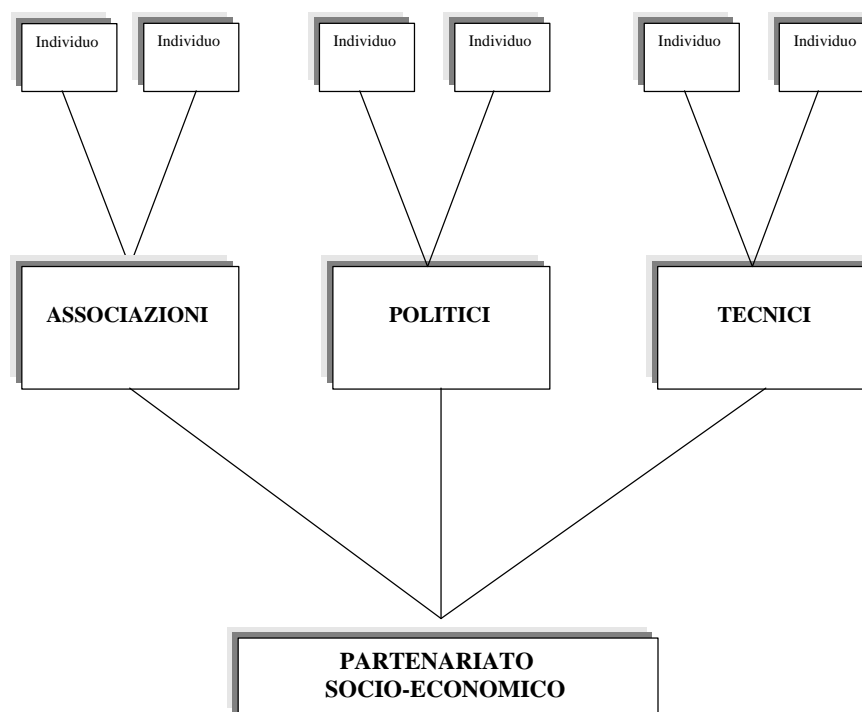 Individuo Individuo Individuo Individuo Individuo Individuo
ASSOCIAZIONI POLITICI TECNICI
PARTENARIATO
SOCIO-ECONOMICO